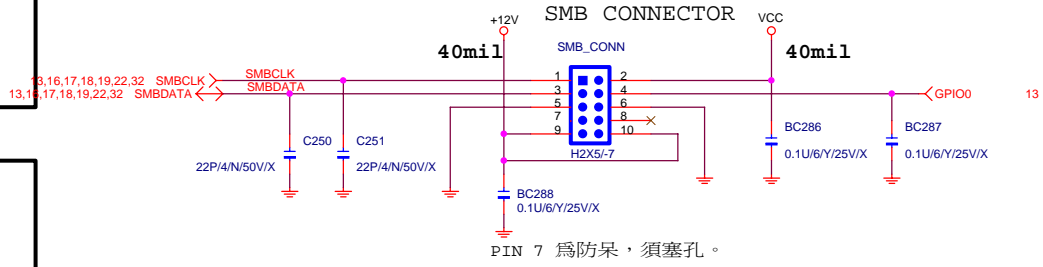 SMB CONNECTOR
+12V
VCC
40mil
SMB_CONN
40mil
13,16,17,18,19,22,32 SMBCLK
SMBCLK
13,16,17,18,19,22,32 SMBDATA
SMBDATA
1 2
3 4
5 6
7 8
9 10
GPIO0 13
H2X5/-7
C250
22P/4/N/50V/X
C251
22P/4/N/50V/X
BC286
0.1U/6/Y/25V/X
BC287
0.1U/6/Y/25V/X
BC288
0.1U/6/Y/25V/X
PIN 7 為防呆，須塞孔。